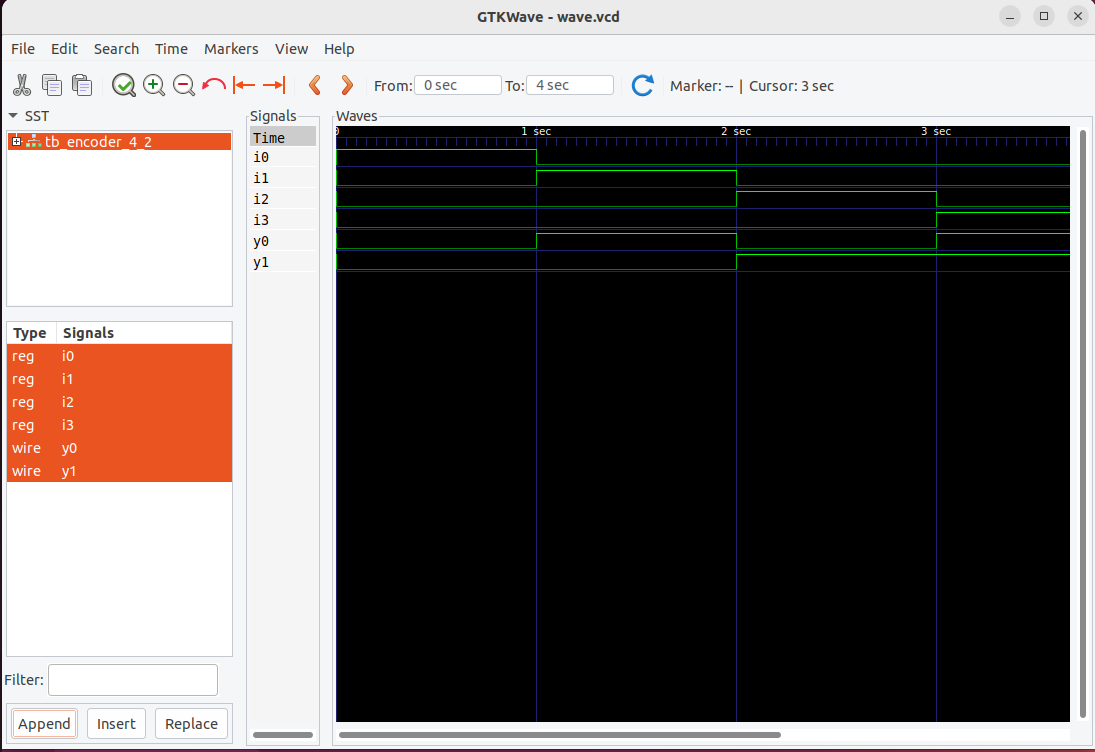 GTKWave - wave.vcd
File Edit Search Time Markers View Help
From: 0 sec To: 4 sec Marker: -- | Cursor: 3 sec
SST
tb_encoder_4_2
Type Signals
reg i0
reg i1
reg i2
reg i3
wire y0
wire y1
Filter:
Append Insert Replace
Signals
Time
i0
i1
i2
i3
y0
y1
Waves
0 1 sec 2 sec 3 sec